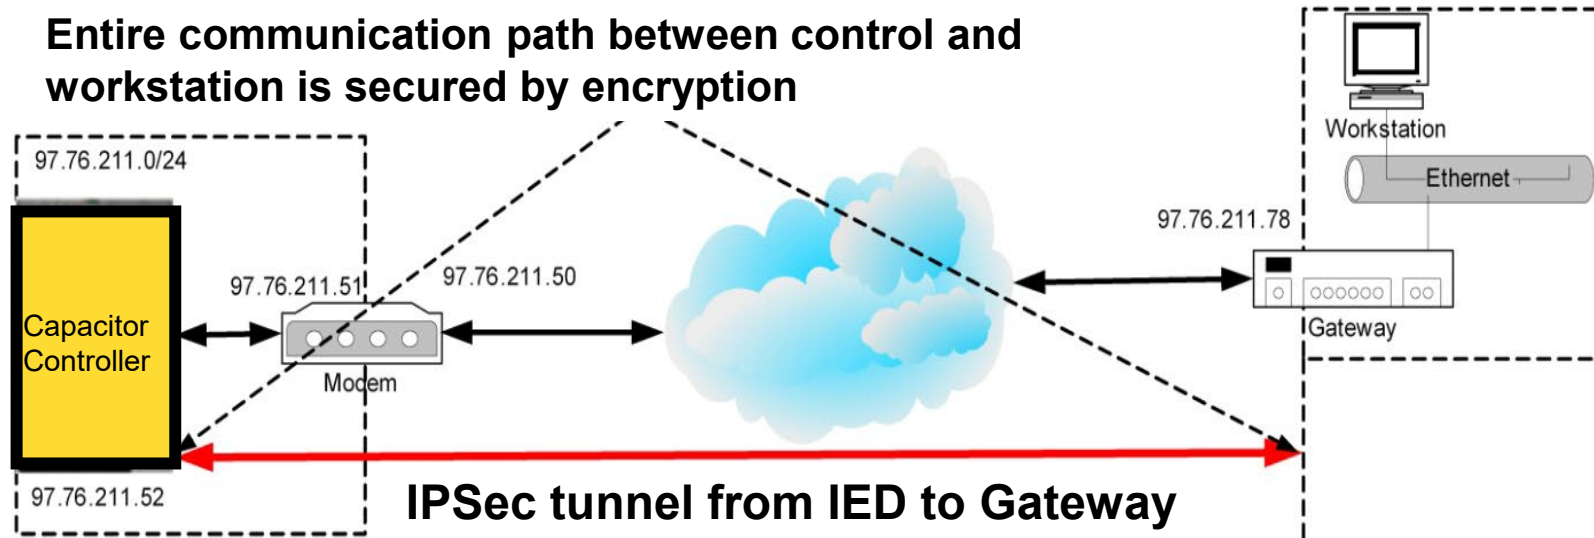 Entire communication path between control and
workstation is secured by encryption
97.76.211.0/24
Workstation
Ethernet
97.76.211.78
97.76.211.51
97.76.211.50
Capacitor
Controller
Gateway
Modem
97.76.211.52
IPSec tunnel from IED to Gateway